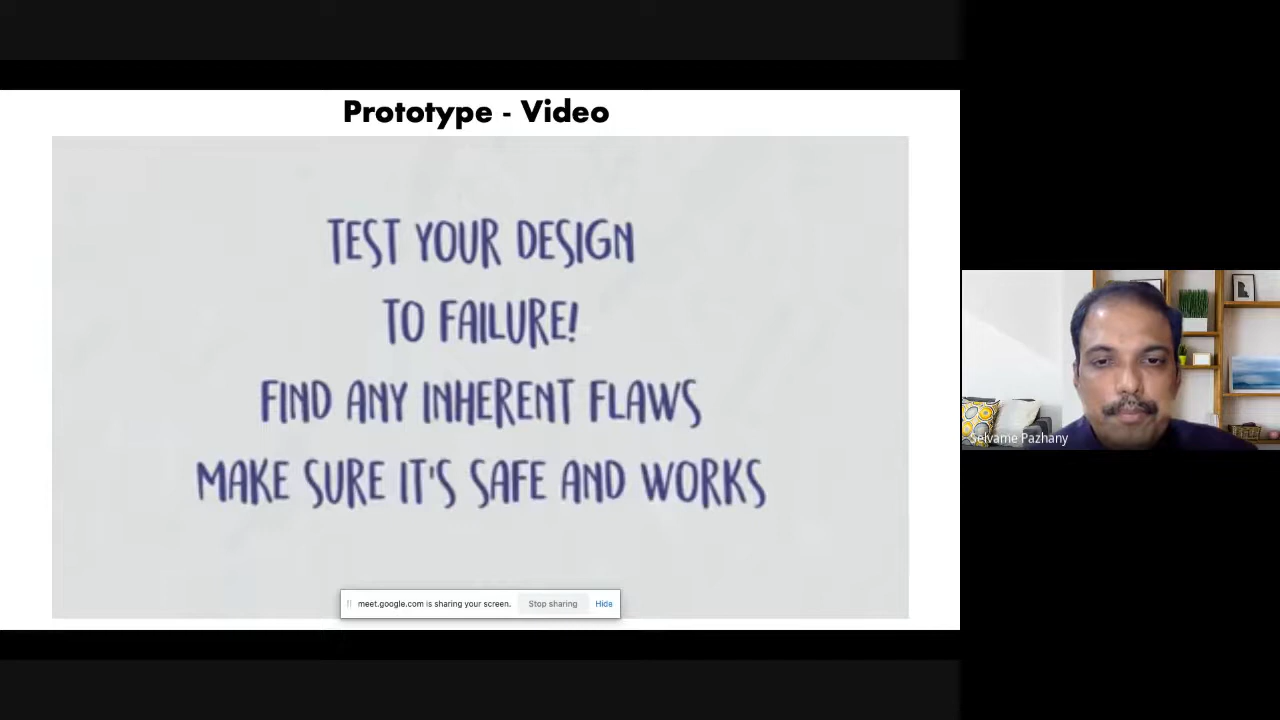 Prototype - Video
TEST YOUR DESIGN
TO FAILURE!
FIND ANY INHERENT FLAWS
MAKE SURE IT'S SAFE AND WORKS
meet.google.com is sharing your screen. Stop sharing Hide
Selvame Pazhany